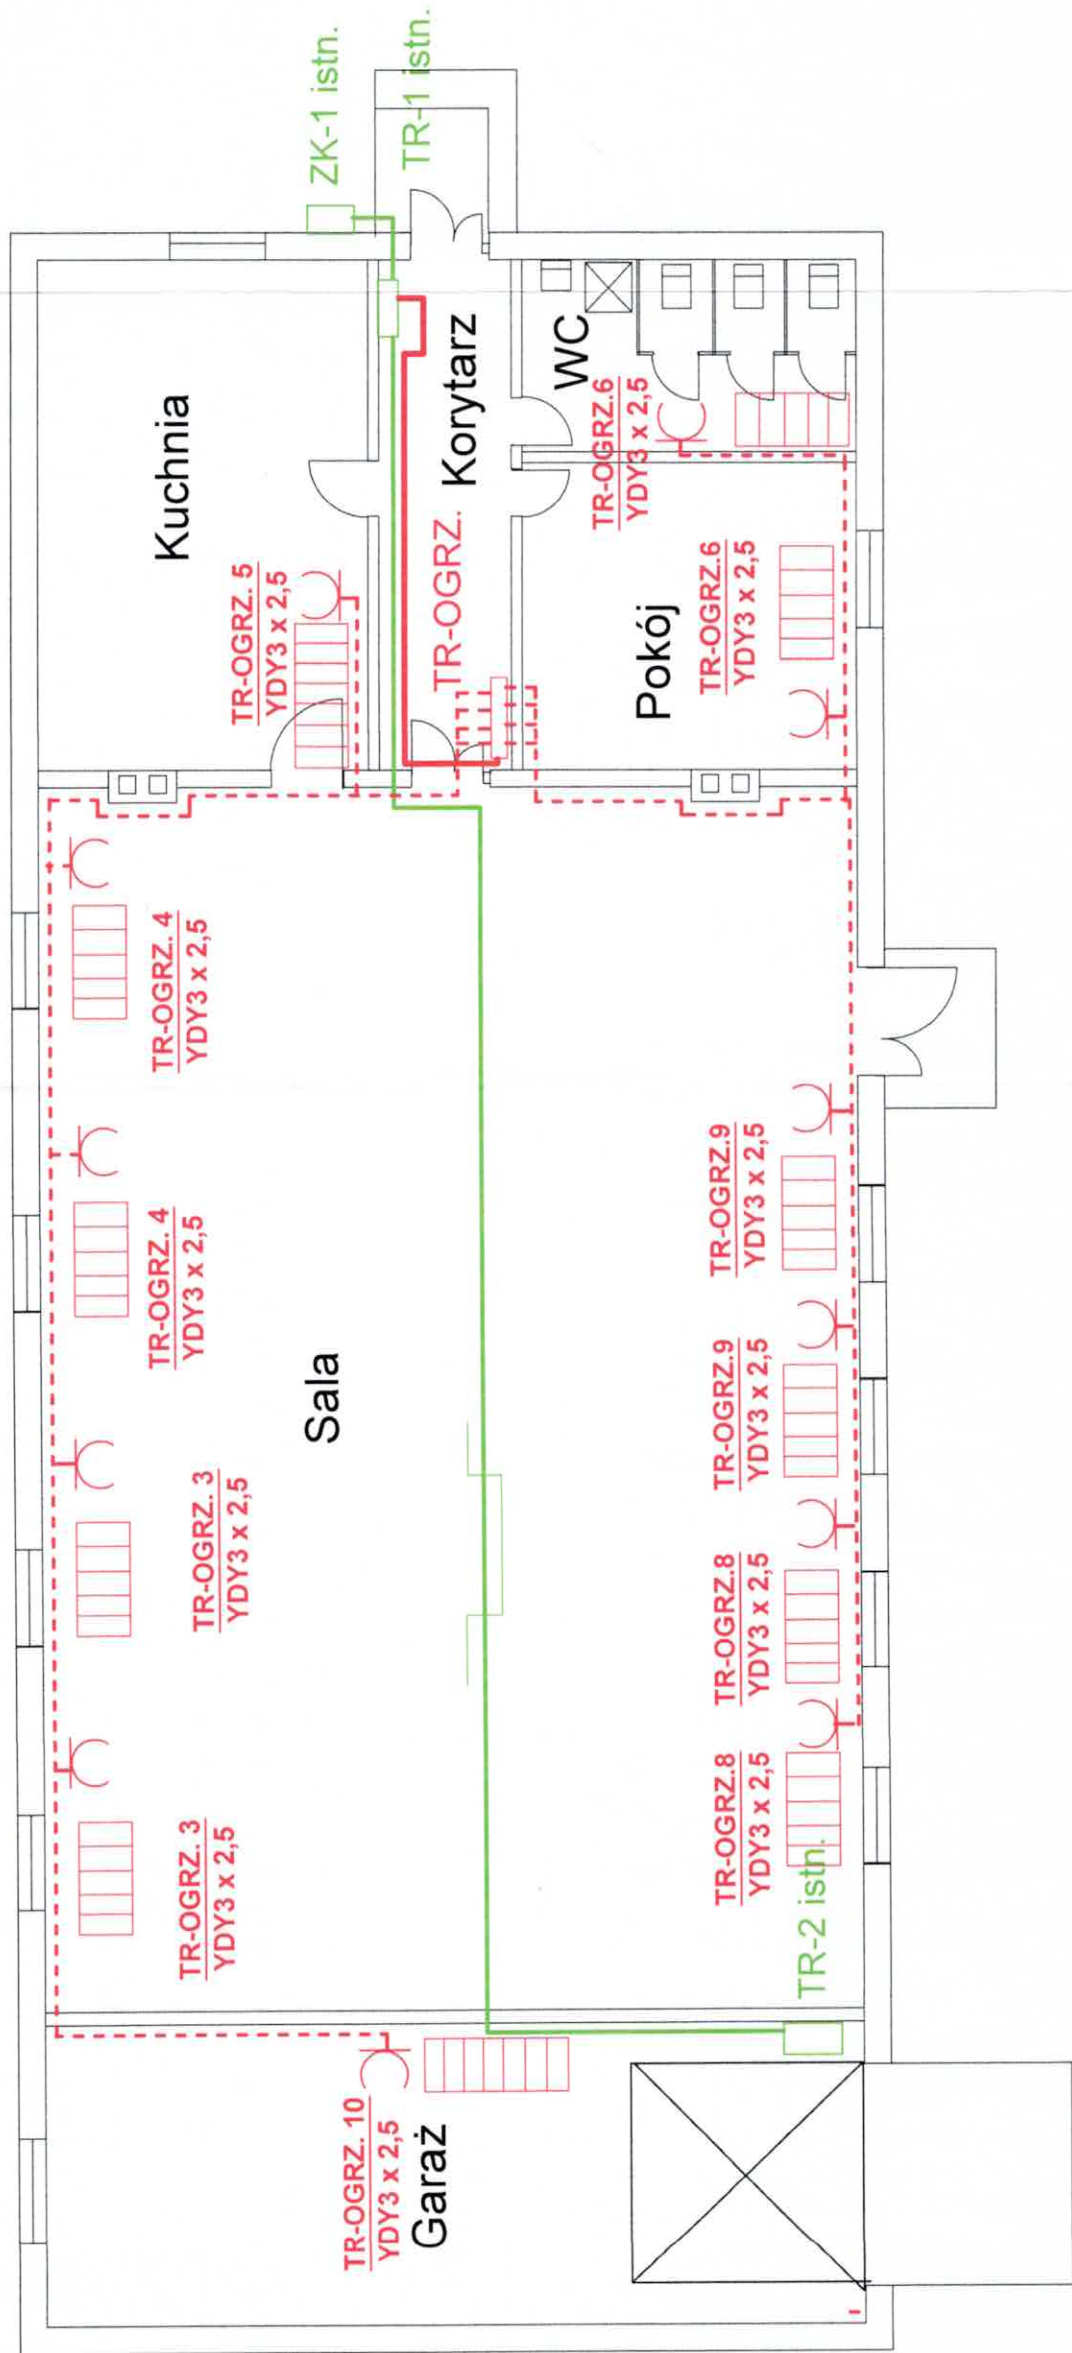 ZK-1 istn.
TR-1 istn.
Kuchnia
Korytarz
WC
TR-OGRZ.6
YDY3 x 2,5
TR-OGRZ. 5
YDY3 x 2,5
TR-OGRZ.
Pokój
TR-OGRZ.6
YDY3 x 2,5
TR-OGRZ. 4
YDY3 x 2,5
TR-OGRZ. 4
YDY3 x 2,5
Sala
TR-OGRZ.9
YDY3 x 2,5
TR-OGRZ.9
YDY3 x 2,5
TR-OGRZ. 3
YDY3 x 2,5
TR-OGRZ.8
YDY3 x 2,5
TR-OGRZ. 3
YDY3 x 2,5
TR-OGRZ.8
YDY3 x 2,5
TR-2 istn.
TR-OGRZ. 10
YDY3 x 2,5
Garaż